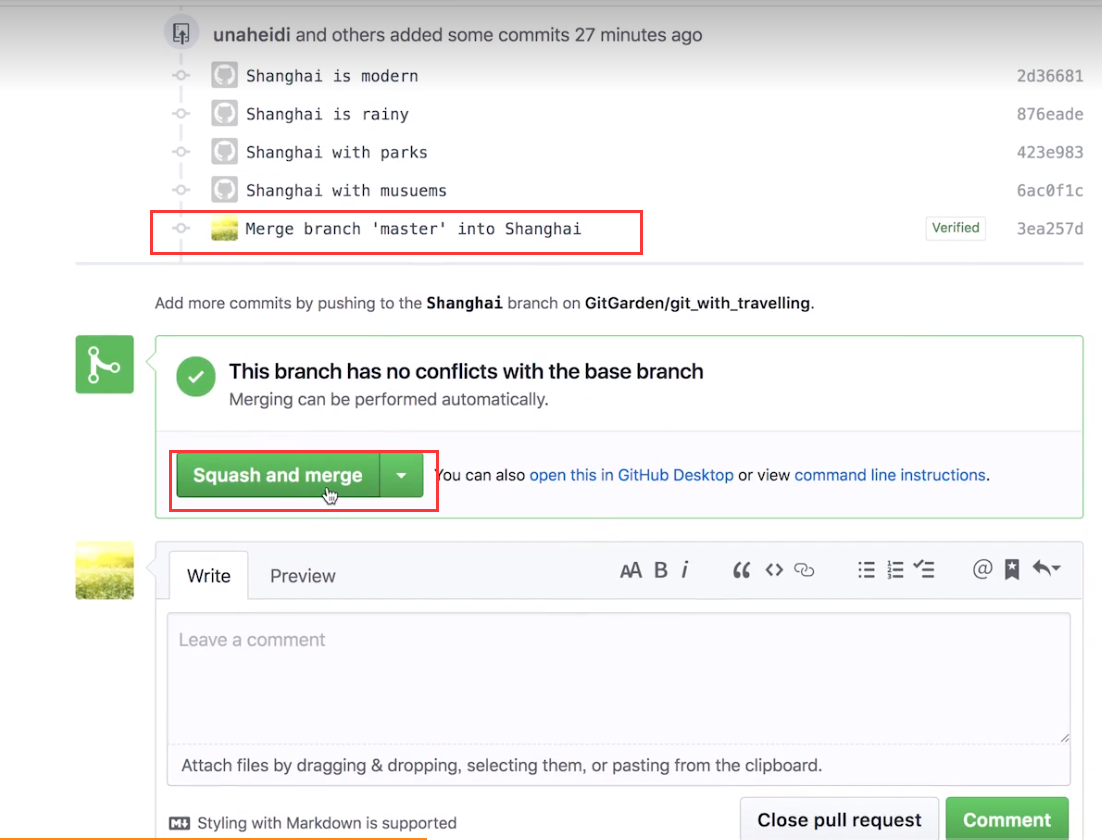 unaheidi and others added some commits 27 minutes ago
Shanghai is modern 2d36681
Shanghai is rainy 876eade
Shanghai with parks 423e983
Shanghai with musuems 6ac0f1c
Merge branch 'master' into Shanghai Verified 3ea257d
Add more commits by pushing to the Shanghai branch on GitGarden/git_with_travelling.
This branch has no conflicts with the base branch
Merging can be performed automatically.
Squash and merge You can also open this in GitHub Desktop or view command line instructions.
Write Preview AA B i
Leave a comment
Attach files by dragging & dropping, selecting them, or pasting from the clipboard.
Styling with Markdown is supported
Close pull request Comment